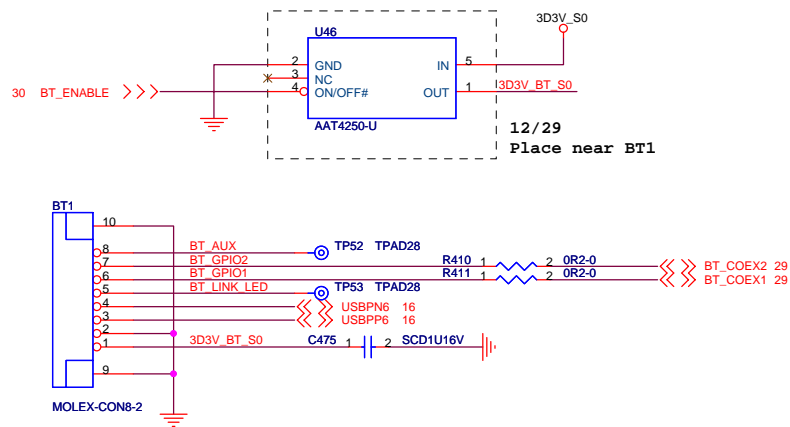 U46
3D3V_S0
2 GND IN 5
3 NC
4 ON/OFF# OUT 1 3D3V_BT_S0
30 BT_ENABLE
AAT4250-U
12/29
Place near BT1
BT1
10
8 BT_AUX TP52 TPAD28
7 BT_GPIO2 R410 1 2 0R2-0 BT_COEX2 29
6 BT_GPIO1 R411 1 2 0R2-0 BT_COEX1 29
5 BT_LINK_LED TP53 TPAD28
4 USBPN6 16
3 USBPP6 16
2
1 3D3V_BT_S0 C475 1 2 SCD1U16V
9
MOLEX-CON8-2